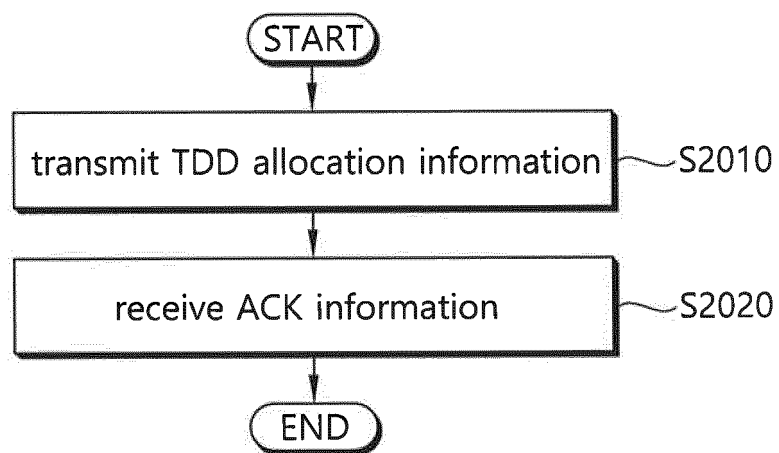 START
transmit TDD allocation information
S2010
receive ACK information
S2020
END